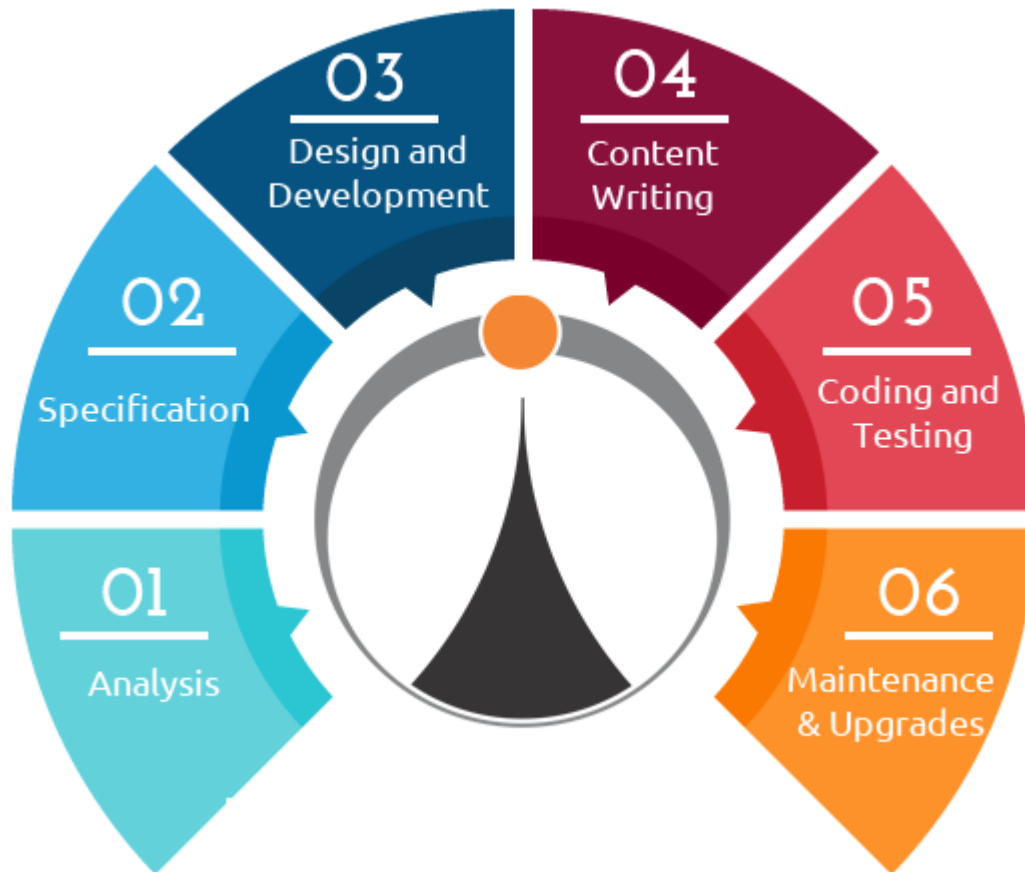 01
Analysis
02
Specification
03
Design and
Development
04
Content
Writing
05
Coding and
Testing
06
Maintenance
& Upgrades